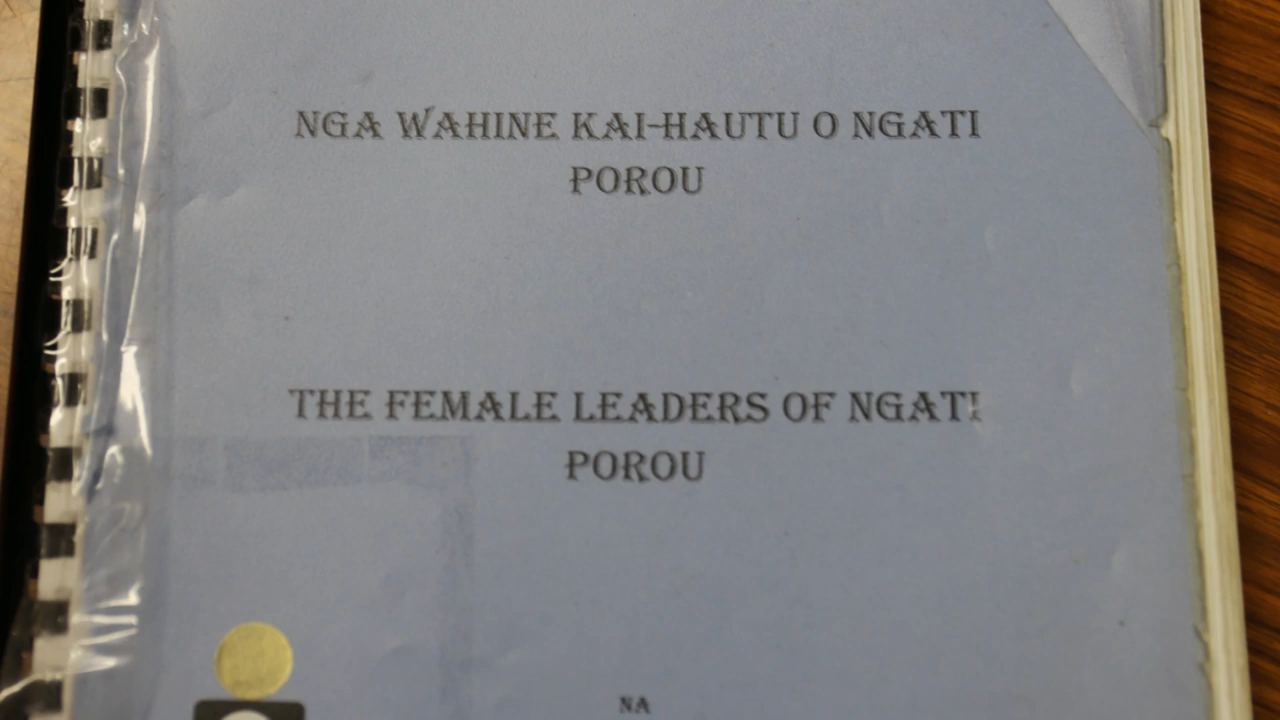 NGA WAHINE KAI-HAUTU O NGATI
POROU
THE FEMALE LEADERS OF NGATI
POROU
NA